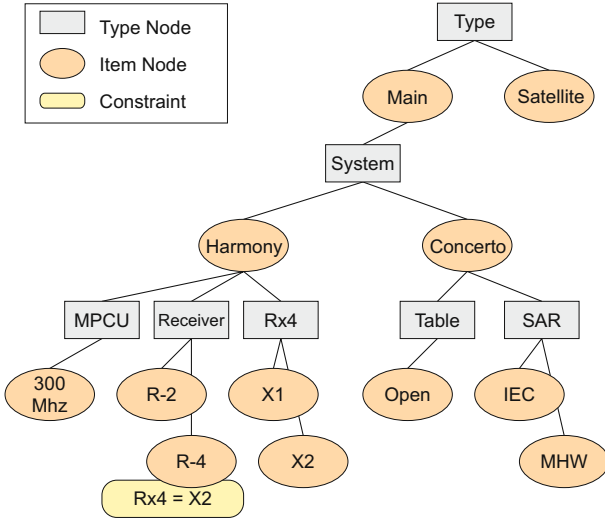 Type Node
Item Node
Constraint
Type
Main
Satellite
System
Harmony
Concerto
MPCU
Receiver
Rx4
Table
SAR
300
Mhz
R-2
X1
Open
IEC
R-4
X2
MHW
Rx4 = X2